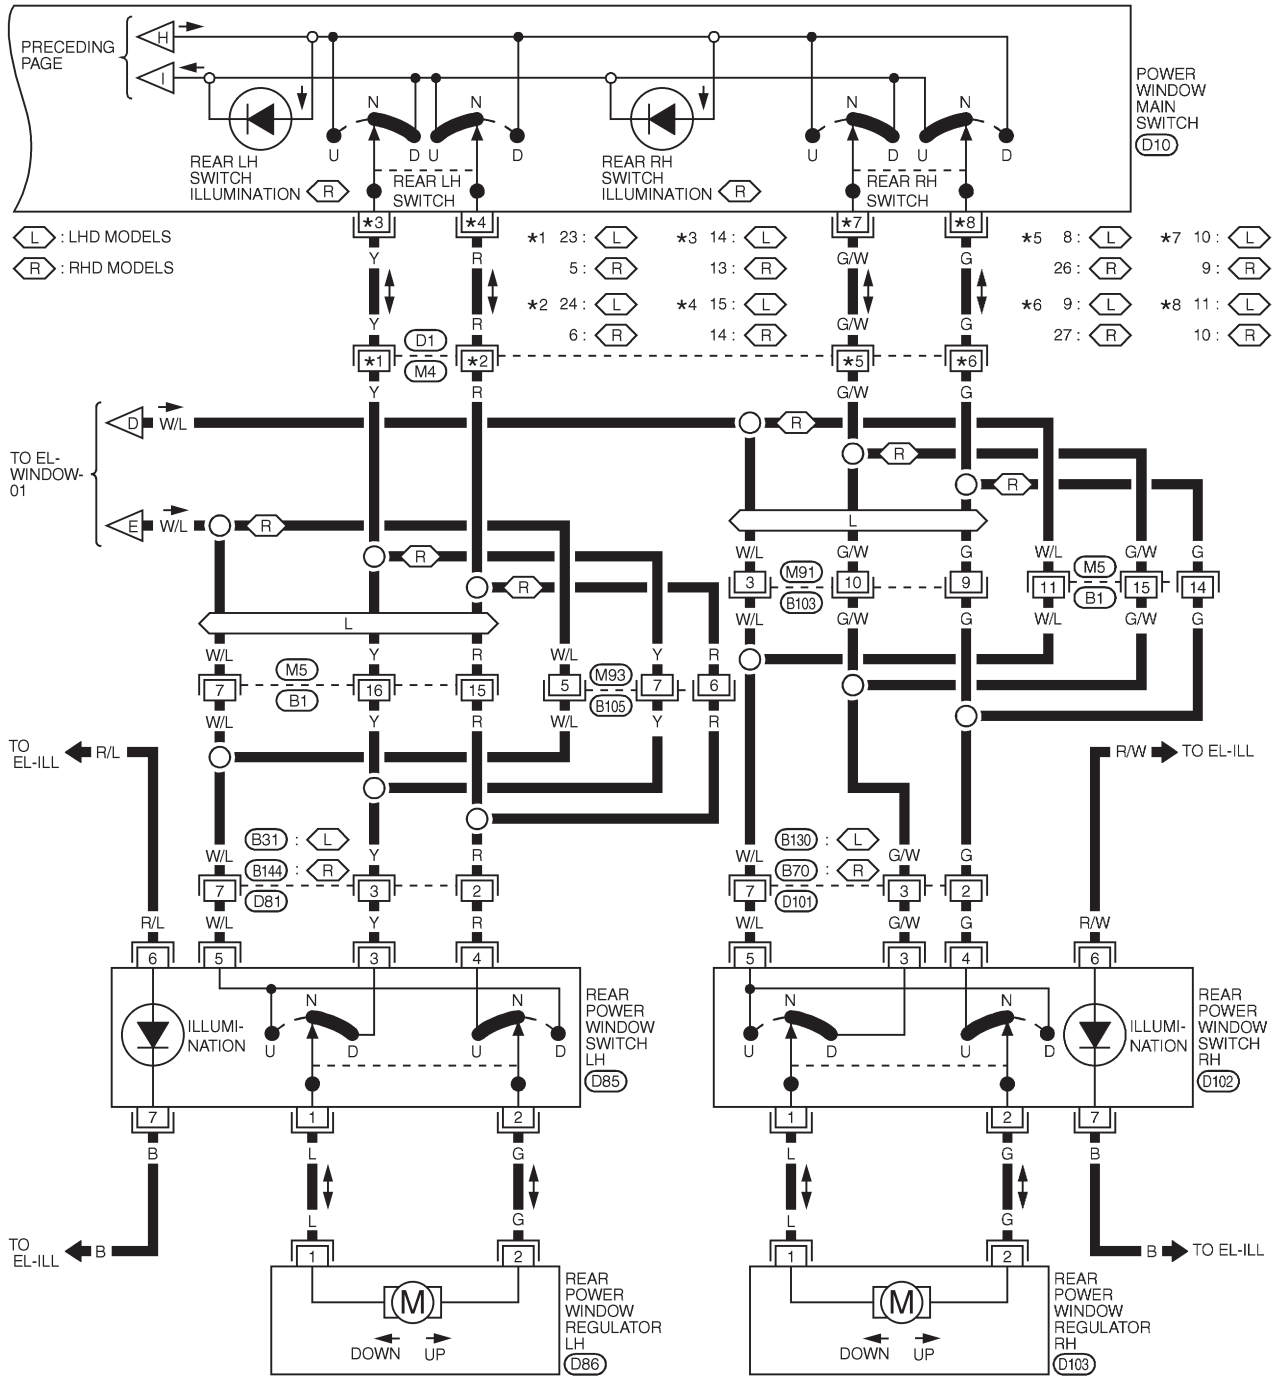 PRECEDING
PAGE
H
I
N N N N
U D U D U D U D
REAR LH
SWITCH
ILLUMINATION R
REAR LH
SWITCH
REAR RH
SWITCH
ILLUMINATION R
REAR RH
SWITCH
POWER
WINDOW
MAIN
SWITCH
D10
*3 *4 *7 *8
L : LHD MODELS
R : RHD MODELS
*1 23 : L
5 : R
*2 24 : L
6 : R
*3 14 : L
13 : R
*4 15 : L
14 : R
*5 8 : L
26 : R
*6 9 : L
27 : R
*7 10 : L
9 : R
*8 11 : L
10 : R
Y R G/W G
Y R G/W G
D1
M4
*1 *2 *5 *6
Y R G/W G
TO EL-
WINDOW-
01
D W/L R
R
R
E W/L R
R
R
L
L
W/L G/W G W/L G/W G
3 M91 10 9 11 M5 15 14
B103 B1
W/L G/W G W/L G/W G
W/L Y R W/L Y R
7 M5 16 15 5 M93 7 6
B1 B105
W/L Y R W/L Y R
TO
EL-ILL
R/L
R/W TO EL-ILL
B31 : L
B144 : R
D81
B130 : L
B70 : R
D101
W/L Y R W/L G/W G
7 3 2 7 3 2
R/L W/L Y R W/L G/W G R/W
6 5 3 4 5 3 4 6
ILLUMI-
NATION
N N
U D U D
REAR
POWER
WINDOW
SWITCH
LH
D85
N N
U D U D
ILLUMI-
NATION
REAR
POWER
WINDOW
SWITCH
RH
D102
7 1 2 1 2 7
B L G L G B
L G L G
TO
EL-ILL
B
B TO EL-ILL
1 2 1 2
M
DOWN UP
REAR
POWER
WINDOW
REGULATOR
LH
D86
M
DOWN UP
REAR
POWER
WINDOW
REGULATOR
RH
D103